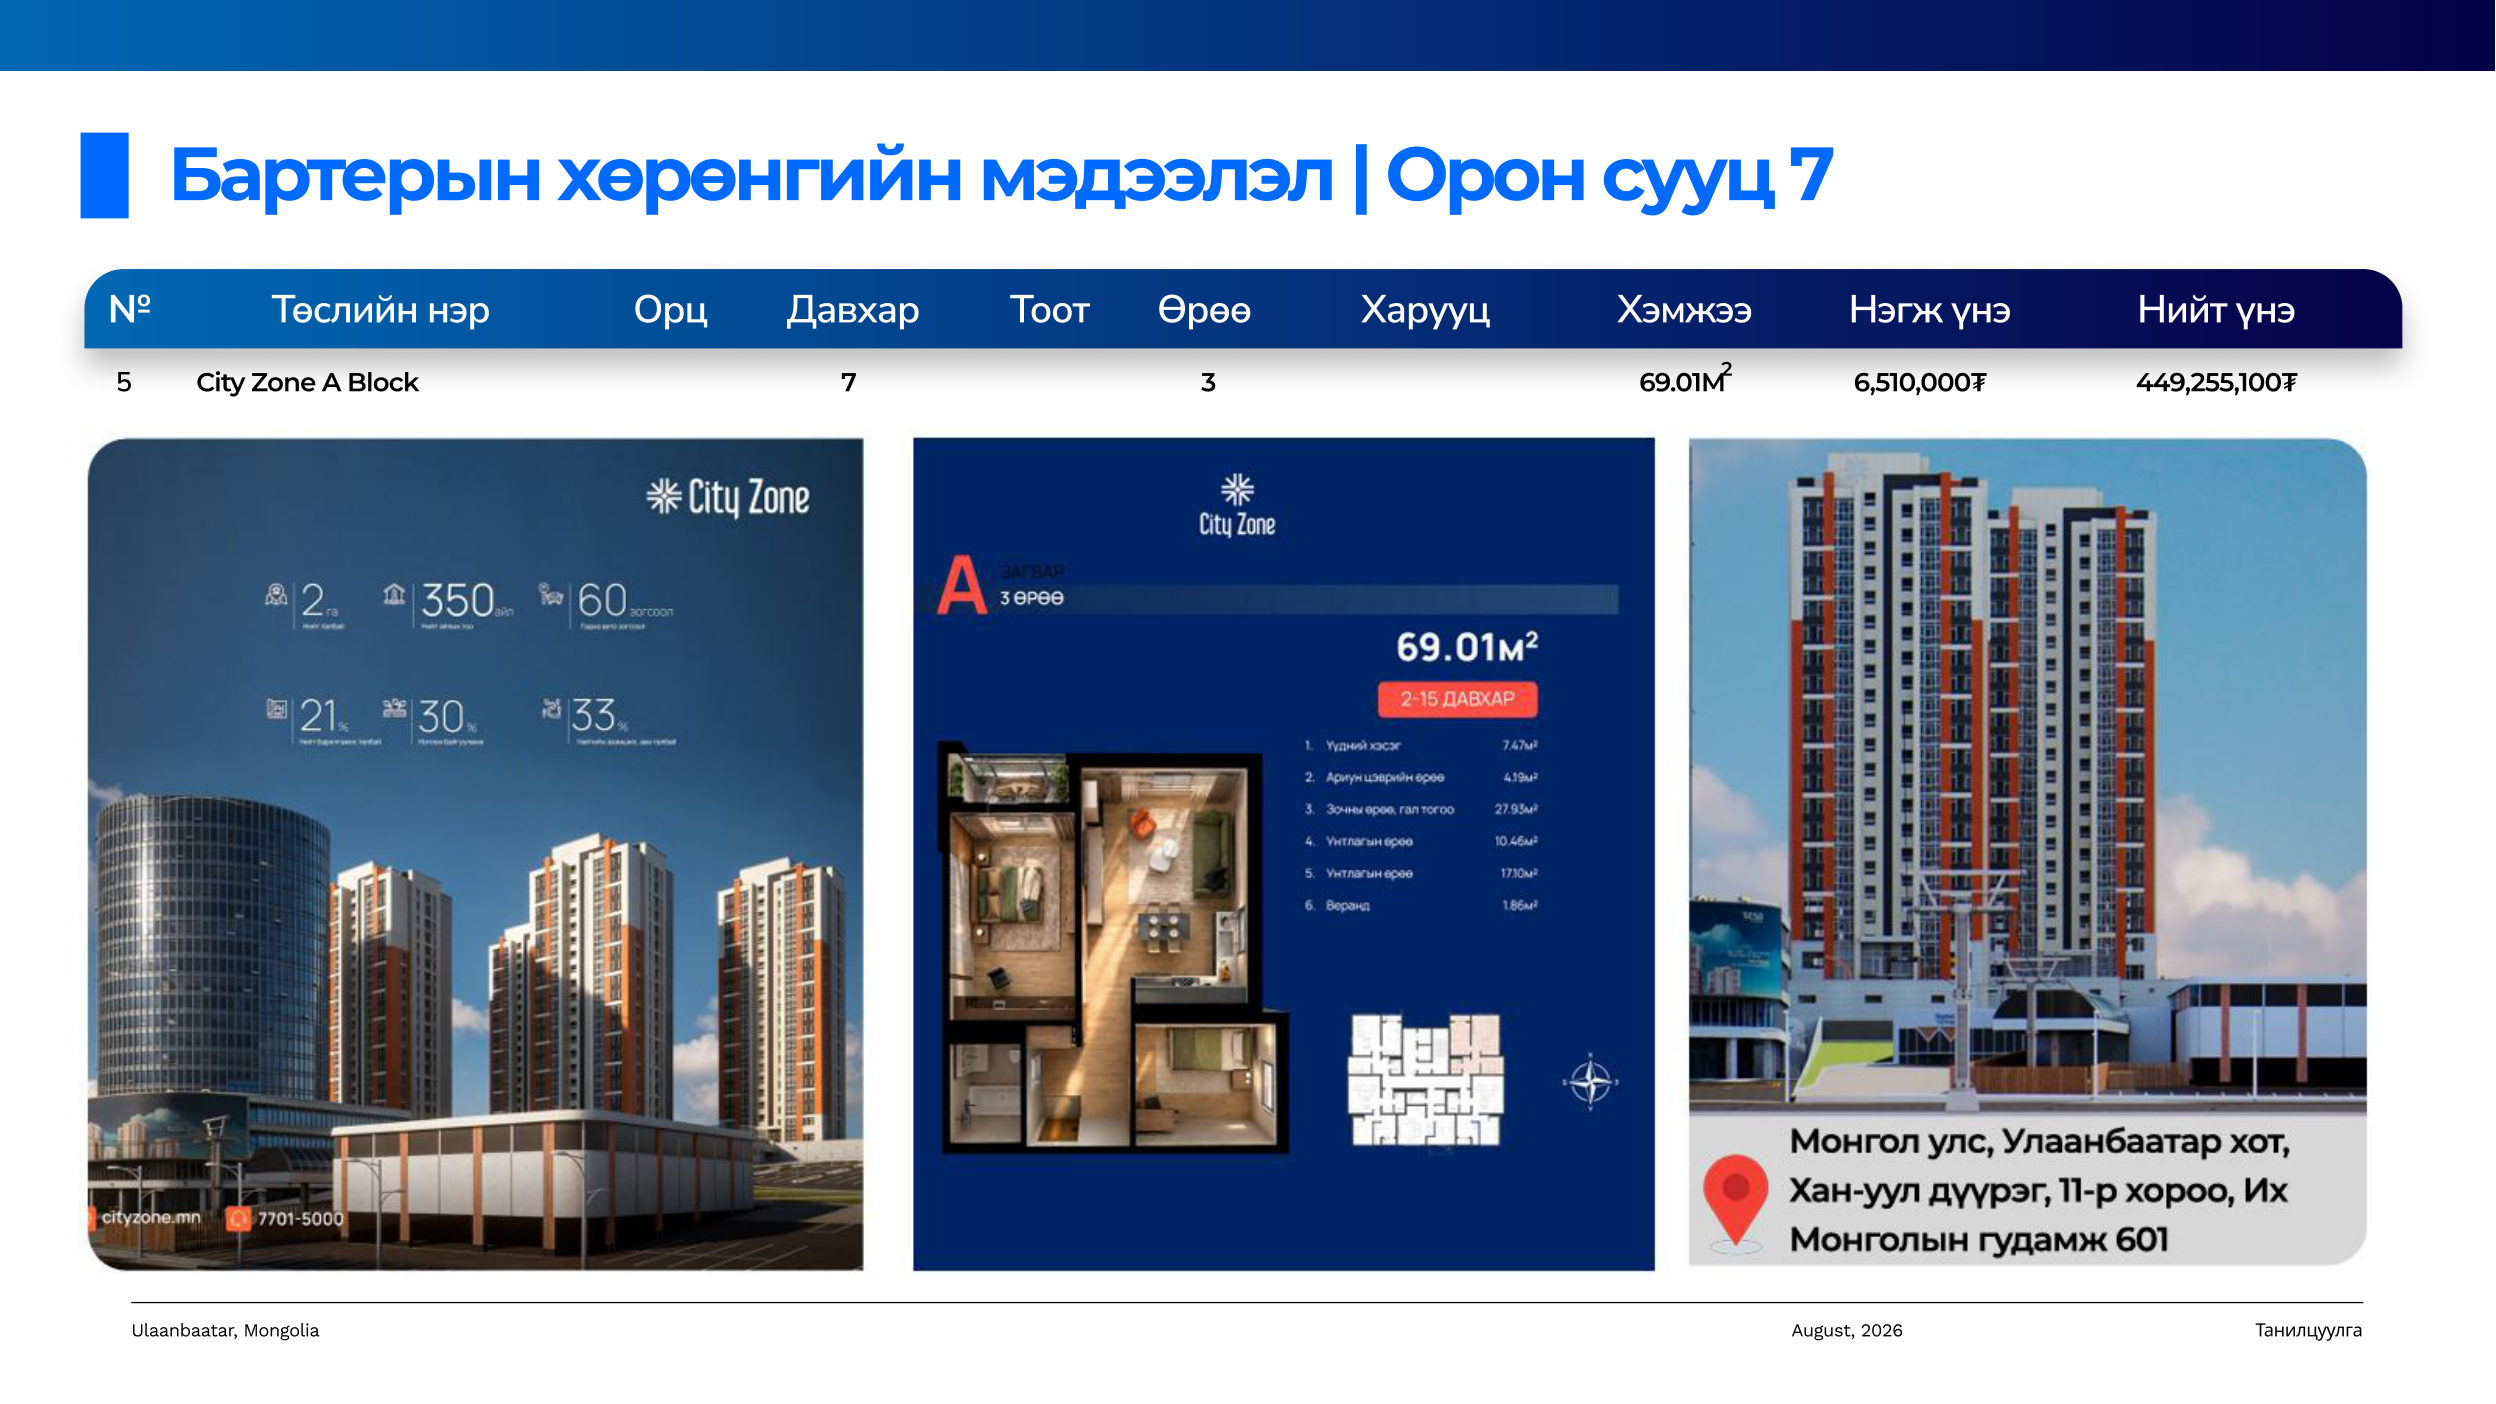 Бартерын хөрөнгийн мэдээлэл | Орон сууц 7
№ Төслийн нэр Орц Давхар Тоот Өрөө Харууц Хэмжээ Нэгж үнэ Нийт үнэ
5 City Zone A Block 7 3 69.01М2 6,510,000₮ 449,255,100₮
City Zone
2 га 350 айл 60 зогсоол
21% 30% 33%
cityzone.mn 7701-5000
City Zone
A ЗАГВАР
3 ӨРӨӨ
69.01м²
2-15 ДАВХАР
1. Үүдний хэсэг 7.47м²
2. Ариун цэврийн өрөө 4.19м²
3. Зочны өрөө, гал тогоо 27.93м²
4. Унтлагын өрөө 10.46м²
5. Унтлагын өрөө 17.10м²
6. Веранд 1.86м²
Монгол улс, Улаанбаатар хот,
Хан-уул дүүрэг, 11-р хороо, Их
Монголын гудамж 601
Ulaanbaatar, Mongolia August, 2026 Танилцуулга